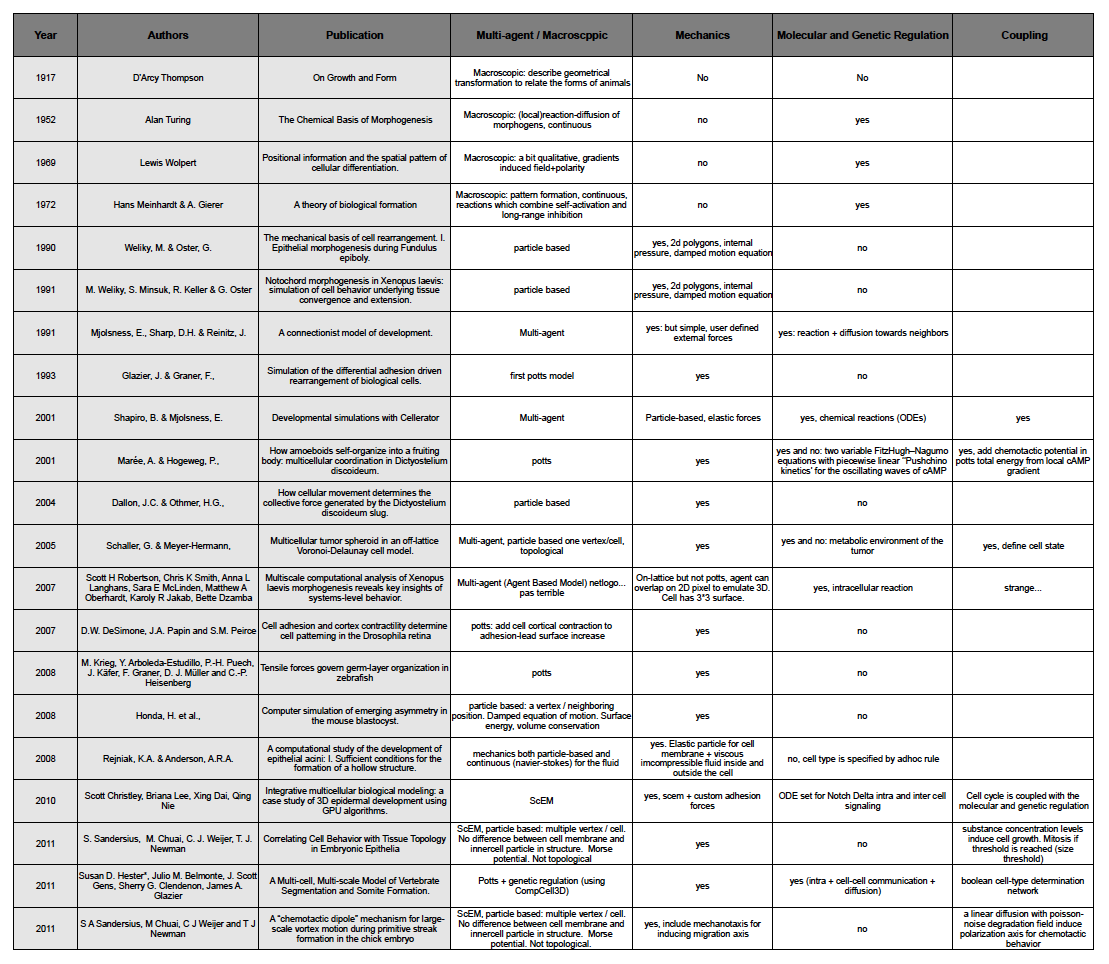 Year Authors Publication Multi-agent / Macroscppic Mechanics Molecular and Genetic Regulation Coupling
1917
D'Arcy Thompson
On Growth and Form
Macroscopic: describe geometrical
transformation to relate the forms of animals
No
No
1952
Alan Turing
The Chemical Basis of Morphogenesis
Macroscopic: (local)reaction-diffusion of
morphogens, continuous
no
yes
1969
Lewis Wolpert
Positional information and the spatial pattern of
cellular differentiation.
Macroscopic: a bit qualitative, gradients
induced field+polarity
no
yes
1972
Hans Meinhardt & A. Gierer
A theory of biological formation
Macroscopic: pattern formation, continuous,
reactions which combine self-activation and
long-range inhibition
no
yes
1990
Weliky, M. & Oster, G.
The mechanical basis of cell rearrangement. I.
Epithelial morphogenesis during Fundulus
epiboly.
particle based
yes, 2d polygons, internal
pressure, damped motion equation
no
1991
M. Weliky, S. Minsuk, R. Keller & G. Oster
Notochord morphogenesis in Xenopus laevis:
simulation of cell behavior underlying tissue
convergence and extension.
particle based
yes, 2d polygons, internal
pressure, damped motion equation
no
1991
Mjolsness, E., Sharp, D.H. & Reinitz, J.
A connectionist model of development.
Multi-agent
yes: but simple, user defined
external forces
yes: reaction + diffusion towards neighbors
1993
Glazier, J. & Graner, F.,
Simulation of the differential adhesion driven
rearrangement of biological cells.
first potts model
yes
no
2001
Shapiro, B. & Mjolsness, E.
Developmental simulations with Cellerator
Multi-agent
Particle-based, elastic forces
yes, chemical reactions (ODEs)
yes
2001
Marée, A. & Hogeweg, P.,
How amoeboids self-organize into a fruiting
body: multicellular coordination in Dictyostelium
discoideum.
potts
yes
yes and no: two variable FitzHugh–Nagumo
equations with piecewise linear "Pushchino
kinetics' for the oscillating waves of cAMP
yes, add chemotactic potential in
potts total energy from local cAMP
gradient
2004
Dallon, J.C. & Othmer, H.G.,
How cellular movement determines the
collective force generated by the Dictyostelium
discoideum slug.
particle based
yes
no
2005
Schaller, G. & Meyer-Hermann,
Multicellular tumor spheroid in an off-lattice
Voronoi-Delaunay cell model.
Multi-agent, particle based one vertex/cell,
topological
yes
yes and no: metabolic environment of the
tumor
yes, define cell state
2007
Scott H Robertson, Chris K Smith, Anna L
Langhans, Sara E McLinden, Matthew A
Oberhardt, Karoly R Jakab, Bette Dzamba
Multiscale computational analysis of Xenopus
laevis morphogenesis reveals key insights of
systems-level behavior.
Multi-agent (Agent Based Model) netlogo...
pas terrible
On-lattice but not potts, agent can
overlap on 2D pixel to emulate 3D.
Cell has 3*3 surface.
yes, intracellular reaction
strange...
2007
D.W. DeSimone, J.A. Papin and S.M. Peirce
Cell adhesion and cortex contractility determine
cell patterning in the Drosophila retina
potts: add cell cortical contraction to
adhesion-lead surface increase
yes
no
2008
M. Krieg, Y. Arboleda-Estudillo, P.-H. Puech,
J. Käfer, F. Graner, D. J. Müller and C.-P.
Heisenberg
Tensile forces govern germ-layer organization in
zebrafish
potts
yes
no
2008
Honda, H. et al.,
Computer simulation of emerging asymmetry in
the mouse blastocyst.
particle based: a vertex / neighboring
position. Damped equation of motion. Surface
energy, volume conservation
yes
no
2008
Rejniak, K.A. & Anderson, A.R.A.
A computational study of the development of
epithelial acini: I. Sufficient conditions for the
formation of a hollow structure.
mechanics both particle-based and
continuous (navier-stokes) for the fluid
yes. Elastic particle for cell
membrane + viscous
imcompressible fluid inside and
outside the cell
no, cell type is specified by adhoc rule
2010
Scott Christley, Briana Lee, Xing Dai, Qing
Nie
Integrative multicellular biological modeling: a
case study of 3D epidermal development using
GPU algorithms.
ScEM
yes, scem + custom adhesion
forces
ODE set for Notch Delta intra and inter cell
signaling
Cell cycle is coupled with the
molecular and genetic regulation
2011
S. Sandersius, M. Chuai, C. J. Weijer, T. J.
Newman
Correlating Cell Behavior with Tissue Topology
in Embryonic Epithelia
ScEM, particle based: multiple vertex / cell.
No difference between cell membrane and
innercell particle in structure. Morse
potential. Not topological
yes
no
substance concentration levels
induce cell growth. Mitosis if
threshold is reached (size
threshold)
2011
Susan D. Hester*, Julio M. Belmonte, J. Scott
Gens, Sherry G. Clendenon, James A.
Glazier
A Multi-cell, Multi-scale Model of Vertebrate
Segmentation and Somite Formation.
Potts + genetic regulation (using
CompCell3D)
yes
yes (intra + cell-cell communication +
diffusion)
boolean cell-type determination
network
2011
S A Sandersius, M Chuai, C J Weijer and T J
Newman
A "chemotactic dipole" mechanism for large-
scale vortex motion during primitive streak
formation in the chick embryo
ScEM, particle based: multiple vertex / cell.
No difference between cell membrane and
innercell particle in structure. Morse
potential. Not topological.
yes, include mechanotaxis for
inducing migration axis
no
a linear diffusion with poisson-
noise degradation field induce
polarization axis for chemotactic
behavior